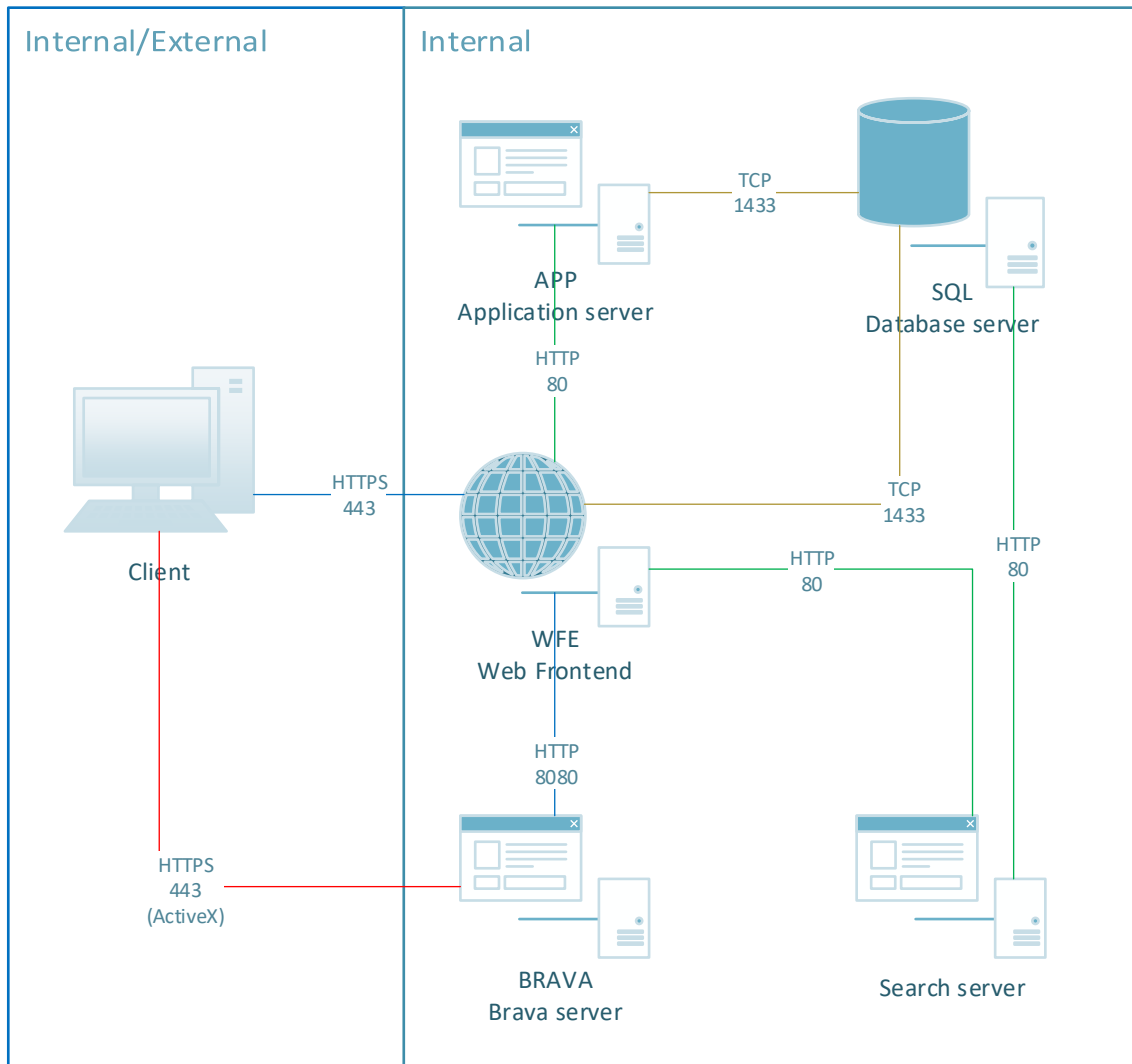 Internal/External
Internal
TCP
1433
APP
Application server
SQL
Database server
HTTP
80
HTTPS
443
TCP
1433
Client
HTTP
80
HTTP
80
WFE
Web Frontend
HTTP
8080
HTTPS
443
(ActiveX)
BRAVA
Brava server
Search server